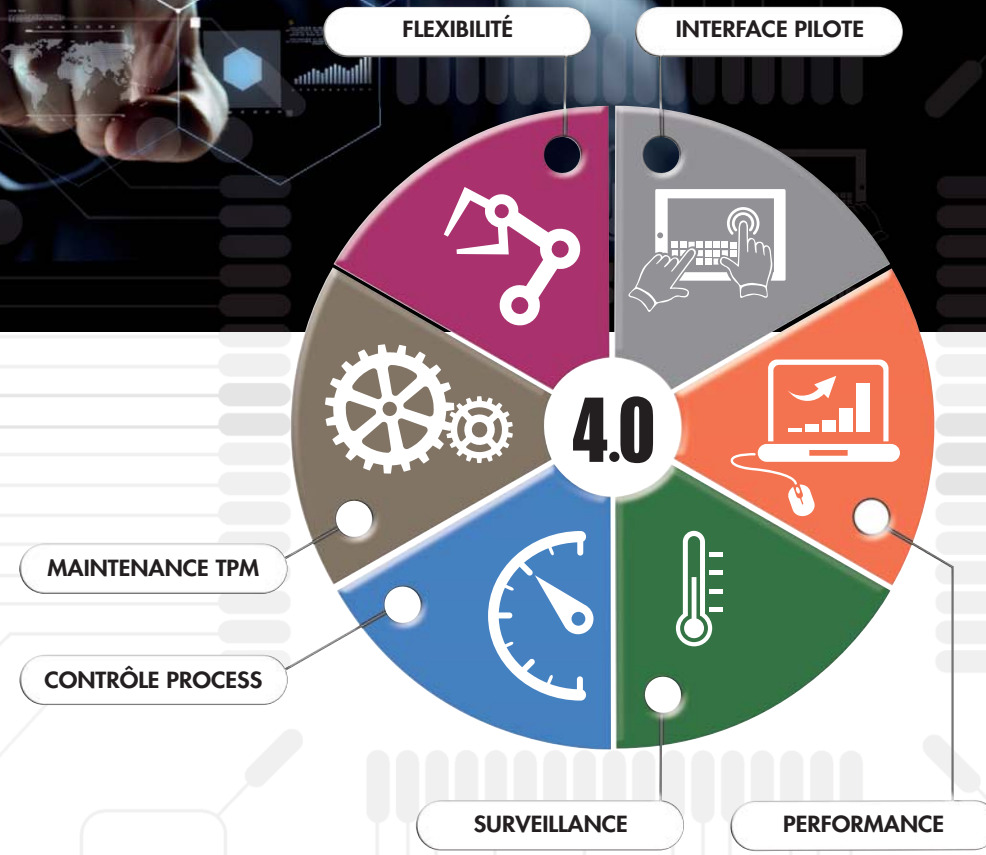 FLEXIBILITÉ
INTERFACE PILOTE
4.0
MAINTENANCE TPM
CONTRÔLE PROCESS
SURVEILLANCE
PERFORMANCE